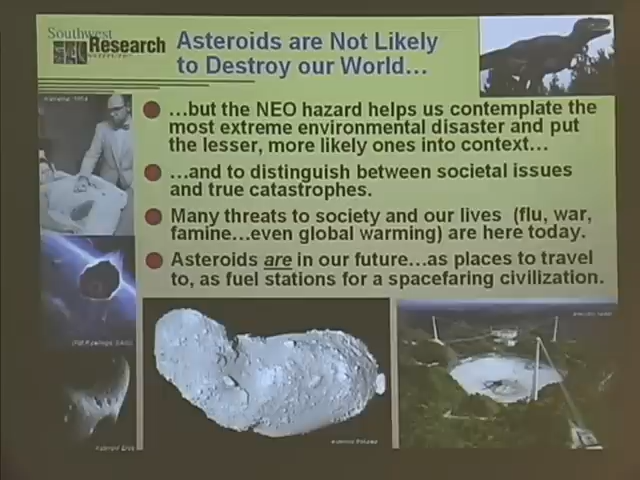 Southwest
Research
Asteroids are Not Likely
to Destroy our World…
…but the NEO hazard helps us contemplate the
most extreme environmental disaster and put
the lesser, more likely ones into context…
…and to distinguish between societal issues
and true catastrophes.
Many threats to society and our lives (flu, war,
famine…even global warming) are here today.
Asteroids are in our future…as places to travel
to, as fuel stations for a spacefaring civilization.